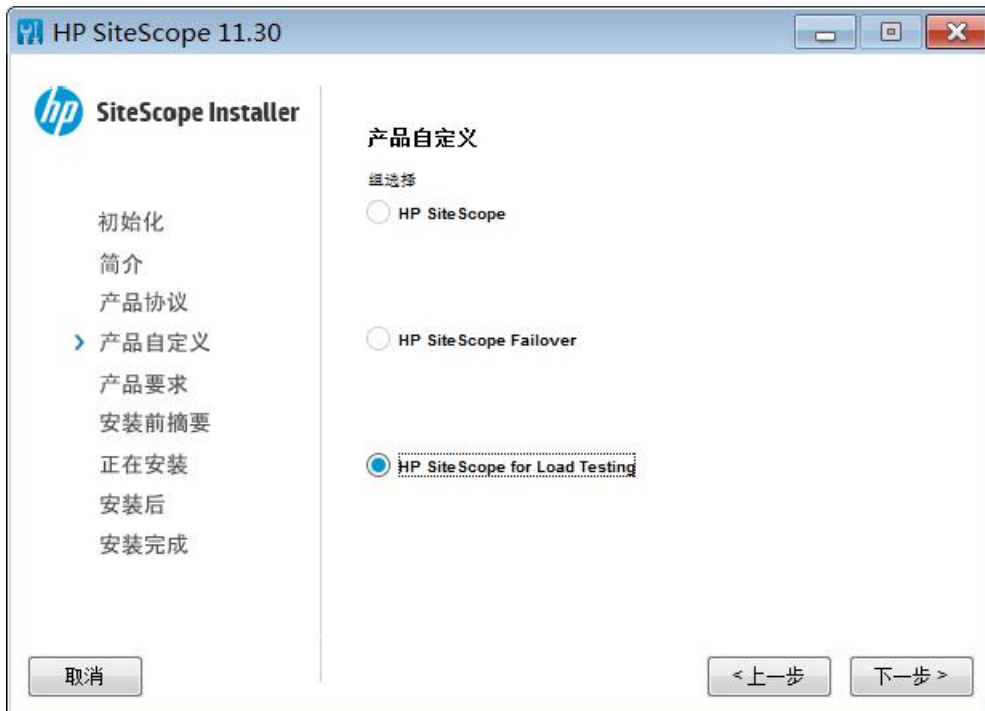 HP SiteScope 11.30
hp SiteScope Installer
初始化
简介
产品协议
产品自定义
产品要求
安装前摘要
正在安装
安装后
安装完成
产品自定义
组选择
HP SiteScope
HP SiteScope Failover
HP SiteScope for Load Testing
取消
<上一步
下一步>